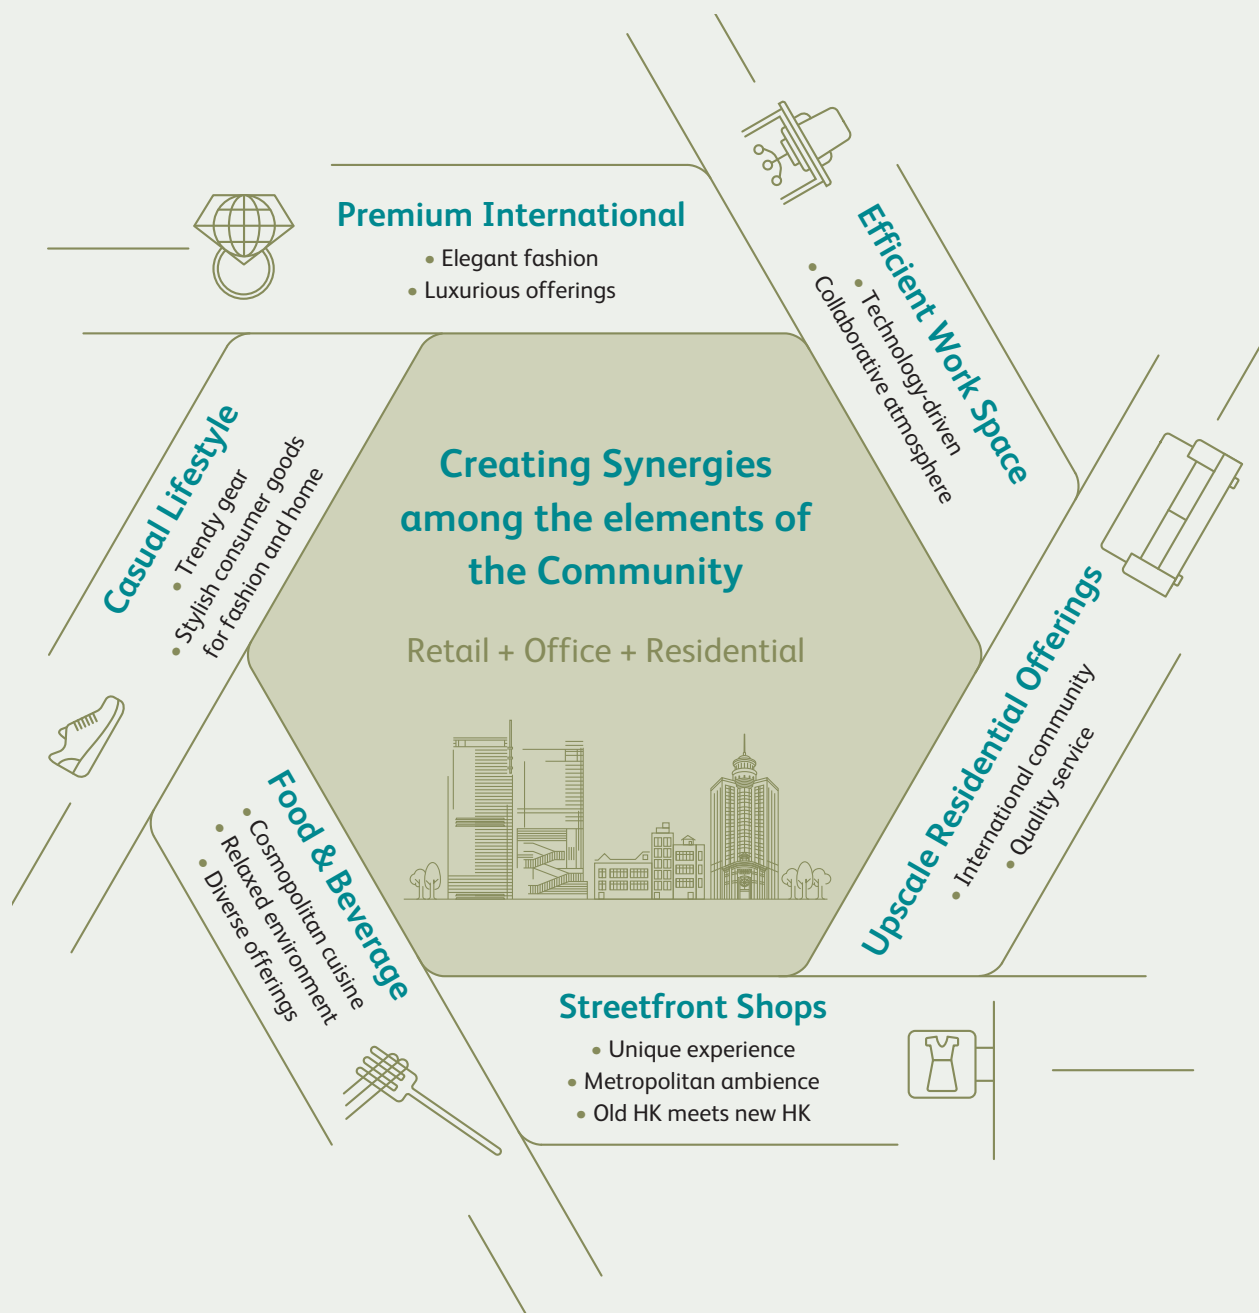 Premium International
• Elegant fashion
• Luxurious offerings
Efficient Work Space
• Technology-driven
• Collaborative atmosphere
Casual Lifestyle
• Trendy gear
• Stylish consumer goods
for fashion and home
Creating Synergies
among the elements of
the Community
Retail + Office + Residential
Upscale Residential Offerings
• International community
• Quality service
Food & Beverage
• Cosmopolitan cuisine
• Relaxed environment
• Diverse offerings
Streetfront Shops
• Unique experience
• Metropolitan ambience
• Old HK meets new HK